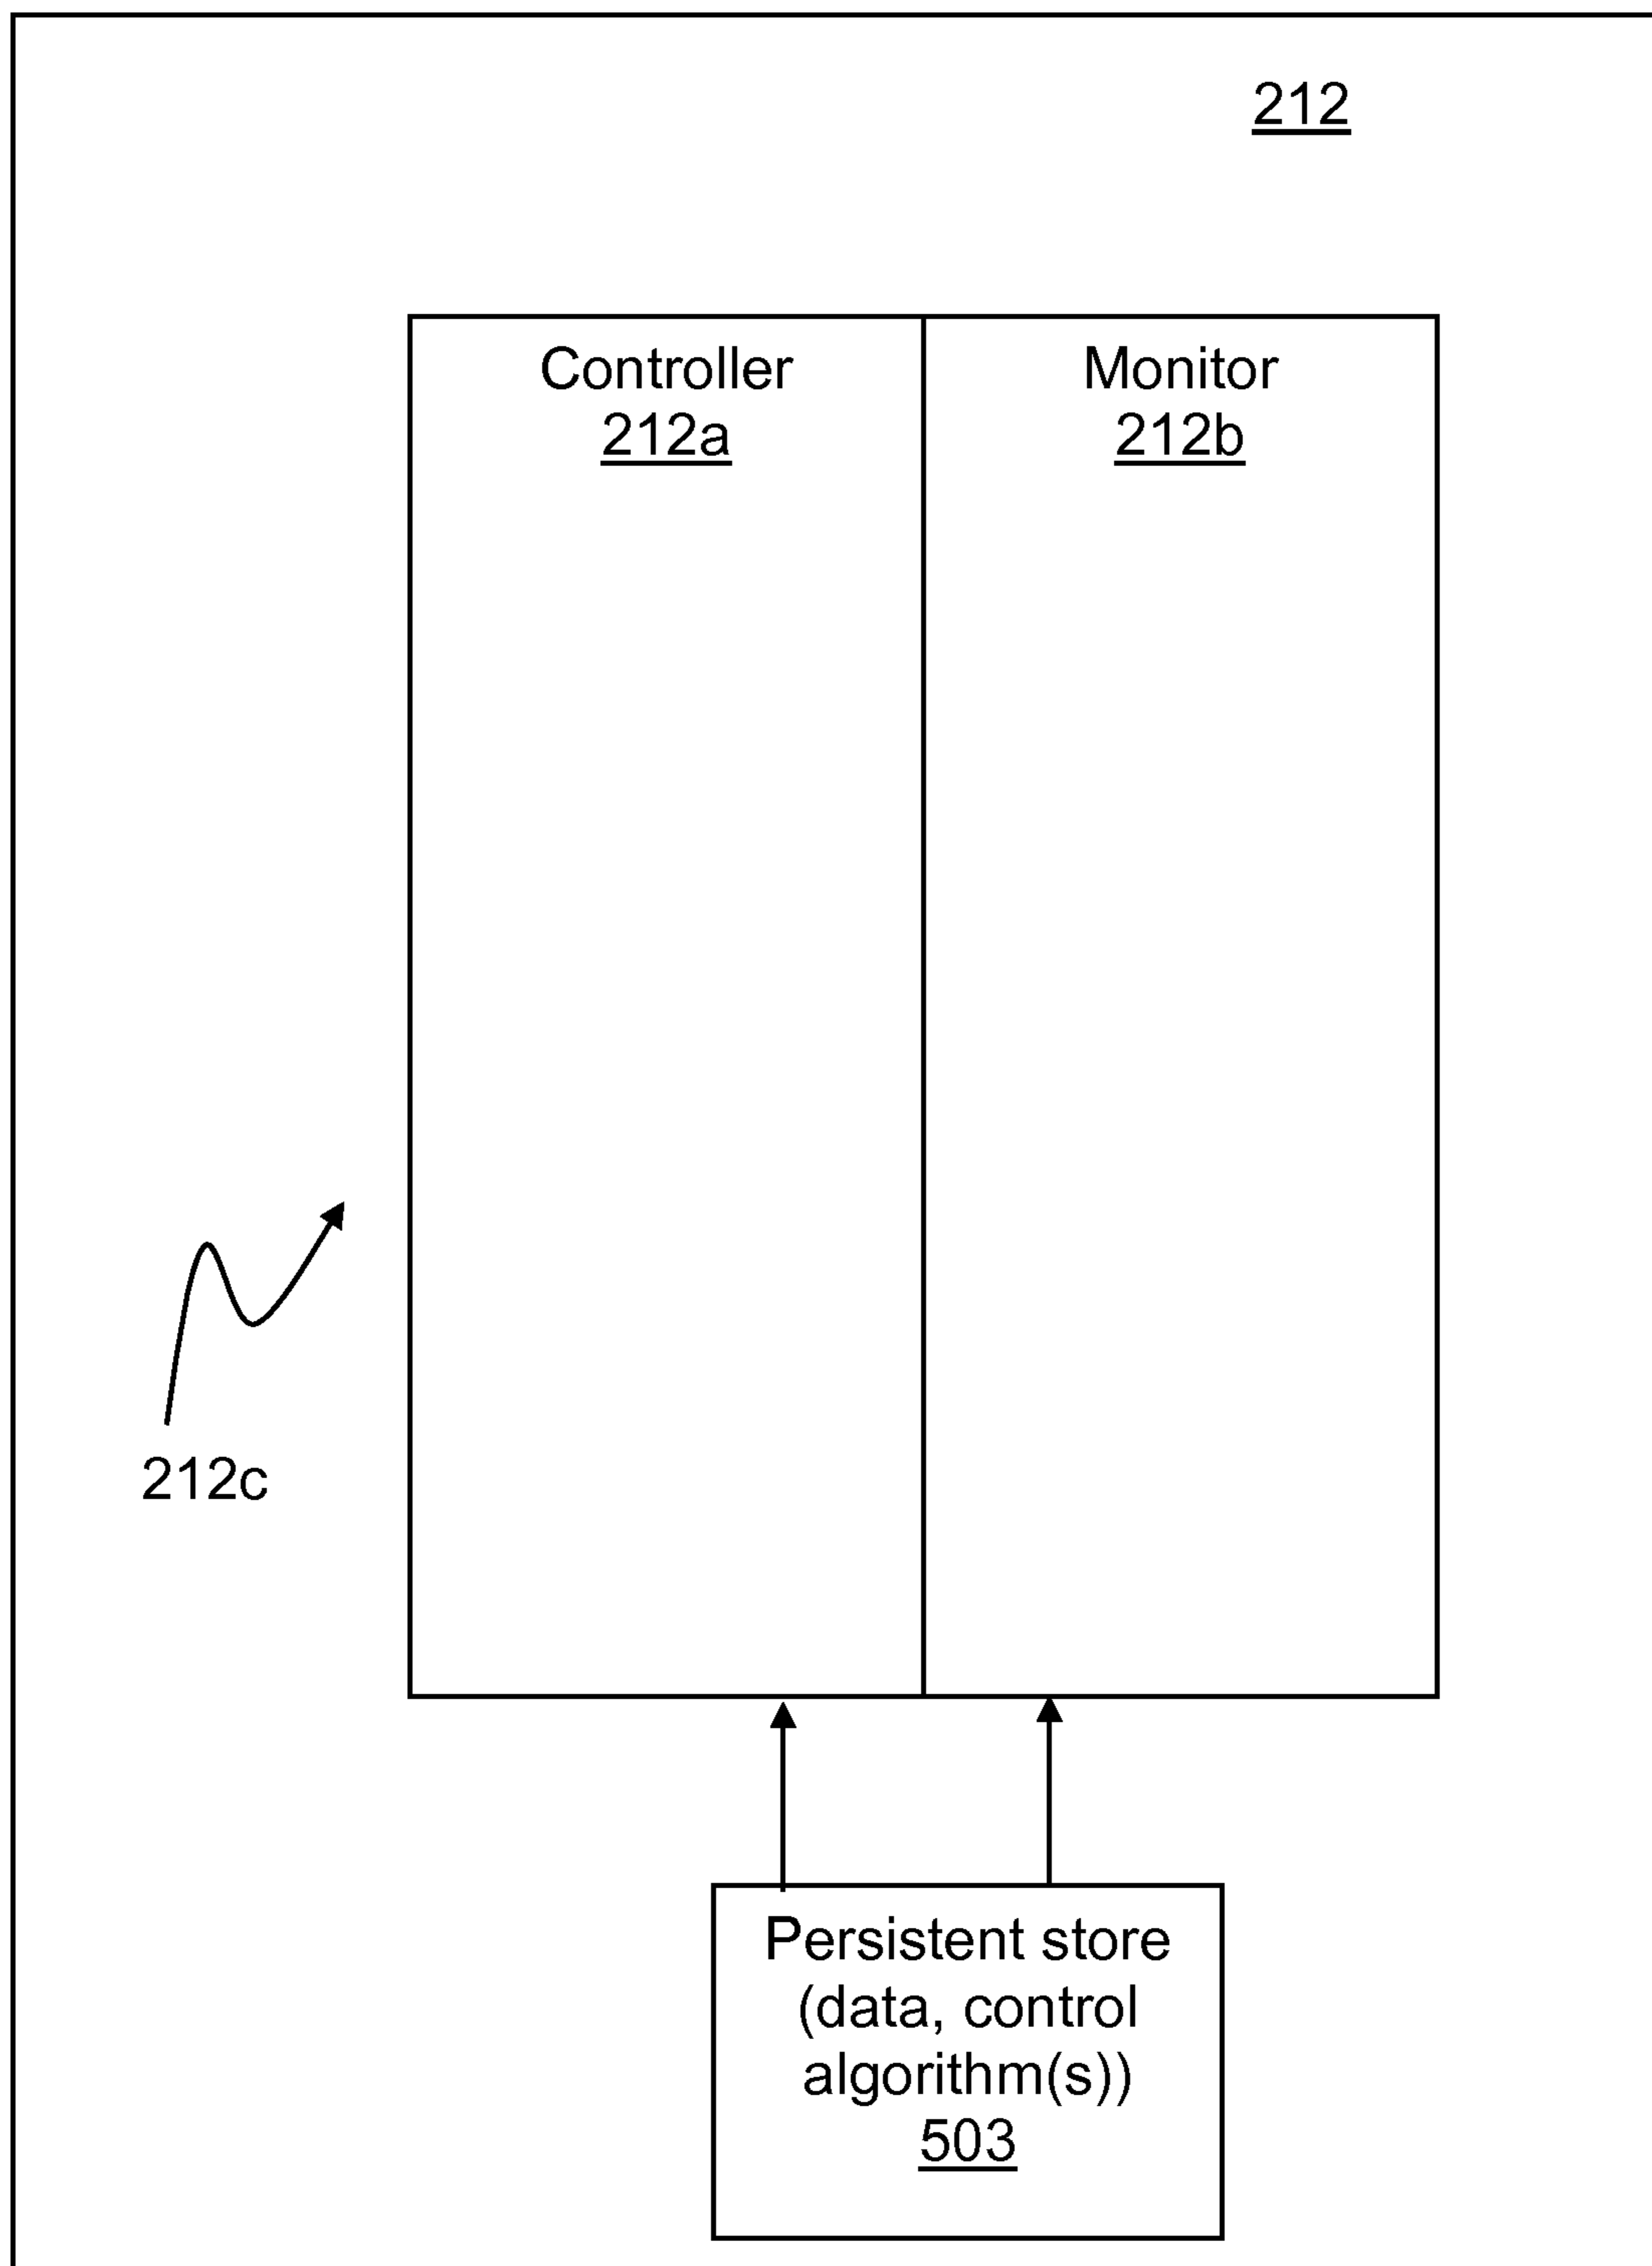 212
Controller
212a
Monitor
212b
212c
Persistent store
(data, control
algorithm(s))
503